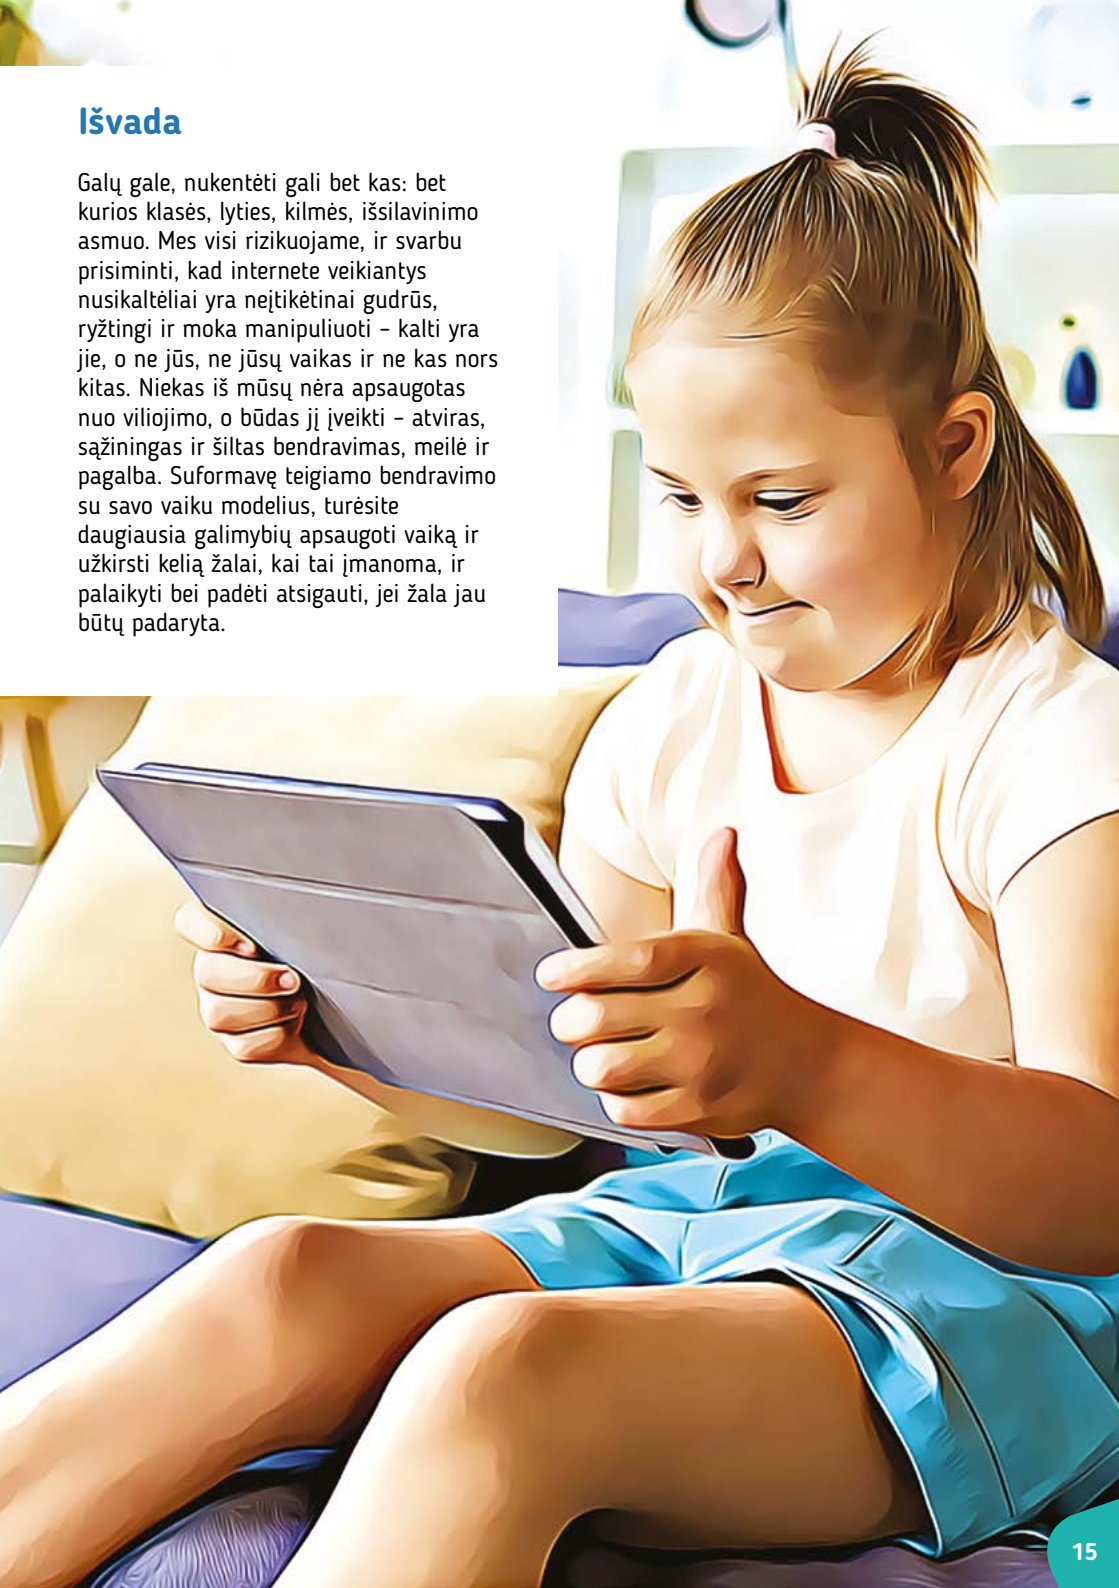 Išvada
Galų gale, nukentėti gali bet kas: bet
kurios klasės, lyties, kilmės, išsilavinimo
asmuo. Mes visi rizikuojame, ir svarbu
prisiminti, kad internete veikiantys
nusikaltėliai yra neįtikėtinai gudrūs,
ryžtingi ir moka manipuliuoti – kalti yra
jie, o ne jūs, ne jūsų vaikas ir ne kas nors
kitas. Niekas iš mūsų nėra apsaugotas
nuo viliojimo, o būdas jį įveikti – atviras,
sąžiningas ir šiltas bendravimas, meilė ir
pagalba. Suformavę teigiamo bendravimo
su savo vaiku modelius, turėsite
daugiausia galimybių apsaugoti vaiką ir
užkirsti kelią žalai, kai tai įmanoma, ir
palaikyti bei padėti atsigauti, jei žala jau
būtų padaryta.
15